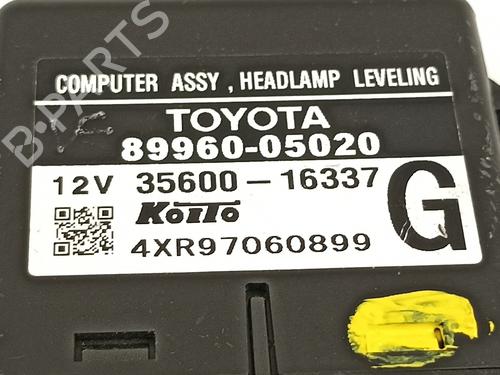 COMPUTER ASSY , HEADLAMP LEVELING
TOYOTA
89960-05020
12V 35600-16337
KOITO
4XR97060899
G
B-PARTS